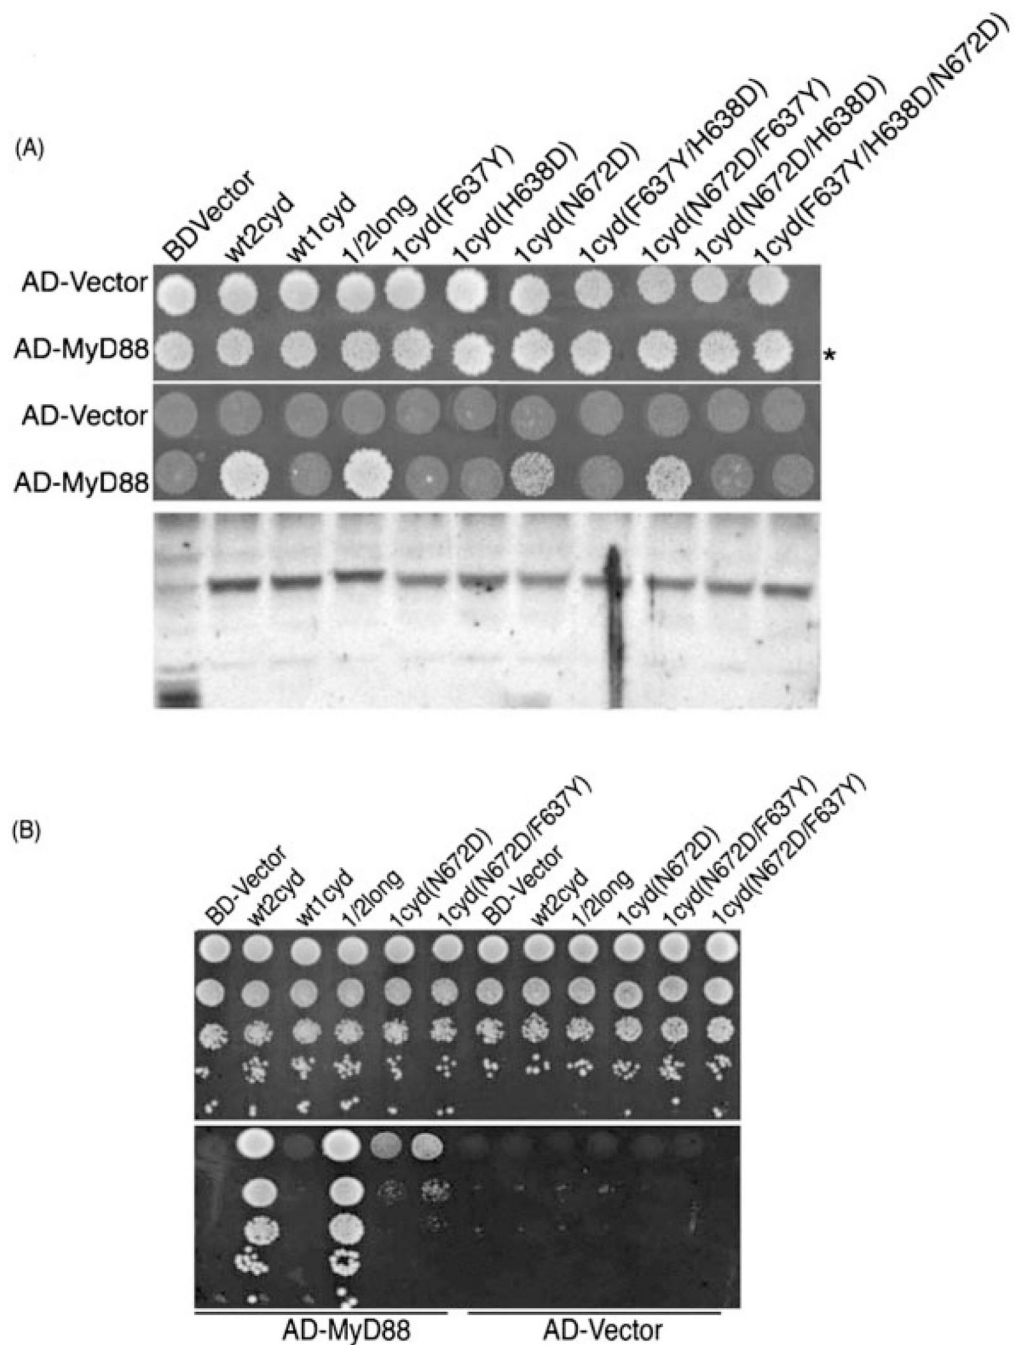 (A)
BDVector
wt2cyd
wt1cyd
1/2long
1cyd(F637Y)
1cyd(H638D)
1cyd(N672D)
1cyd(F637Y/H638D)
1cyd(N672D/F637Y)
1cyd(N672D/H638D)
1cyd(F637Y/H638D/N672D)
AD-Vector
AD-MyD88
*
AD-Vector
AD-MyD88
(B)
BD-Vector
wt2cyd
wt1cyd
1/2long
1cyd(N672D)
1cyd(N672D/F637Y)
BD-Vector
wt2cyd
1/2long
1cyd(N672D)
1cyd(N672D/F637Y)
1cyd(N672D/F637Y)
AD-MyD88
AD-Vector